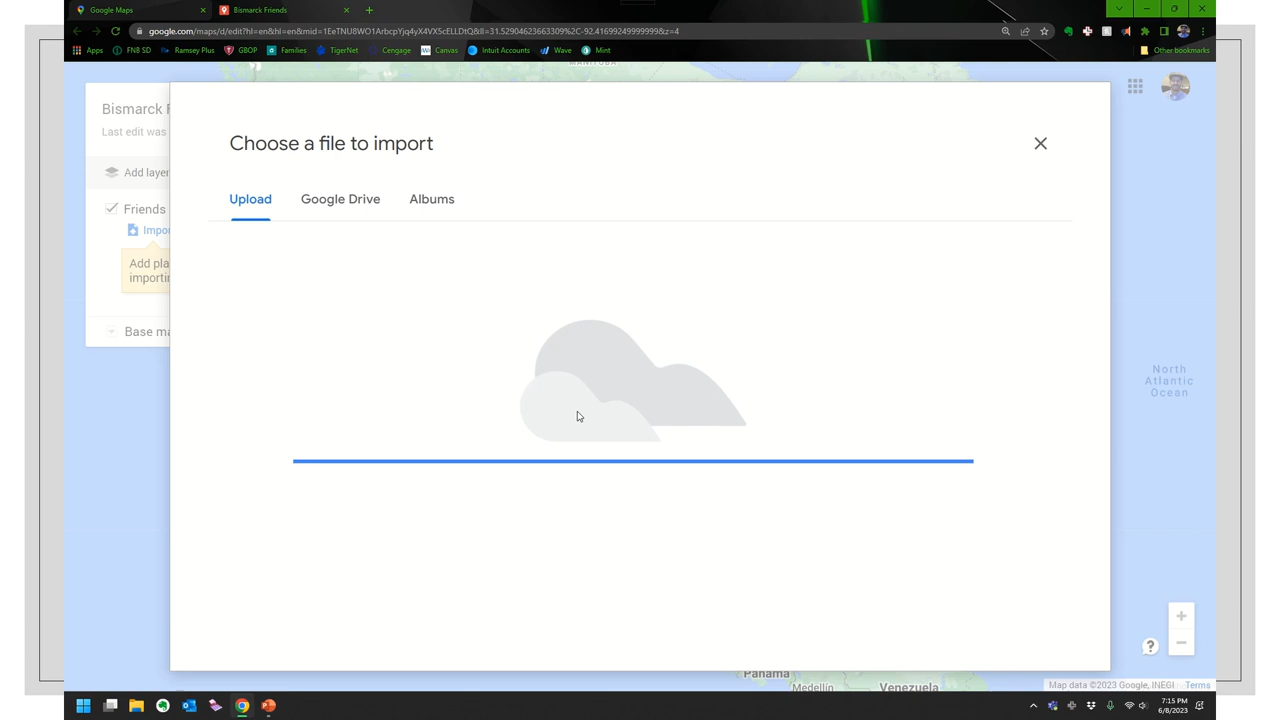 Google Maps
Bismarck Friends
google.com/maps/d/edit?hl=en&hl=en&mid=1EeTNU8WO1ArbcpYjq4yX4VX5cELLDtQ&ll=31.52904623663309%2C-92.41699249999999&z=4
Apps
FNB SD
Ramsey Plus
GBOP
Families
TigerNet
Cengage
Canvas
Intuit Accounts
Wave
Mint
Other bookmarks
MANITOBA
Bismarck F
Last edit was
Add layer
Friends
Impo
Add pla
importin
Base ma
Choose a file to import
Upload
Google Drive
Albums
North
Atlantic
Ocean
Panama
Medellín
Venezuela
Map data ©2023 Google, INEGI
Terms
7:15 PM
6/8/2023